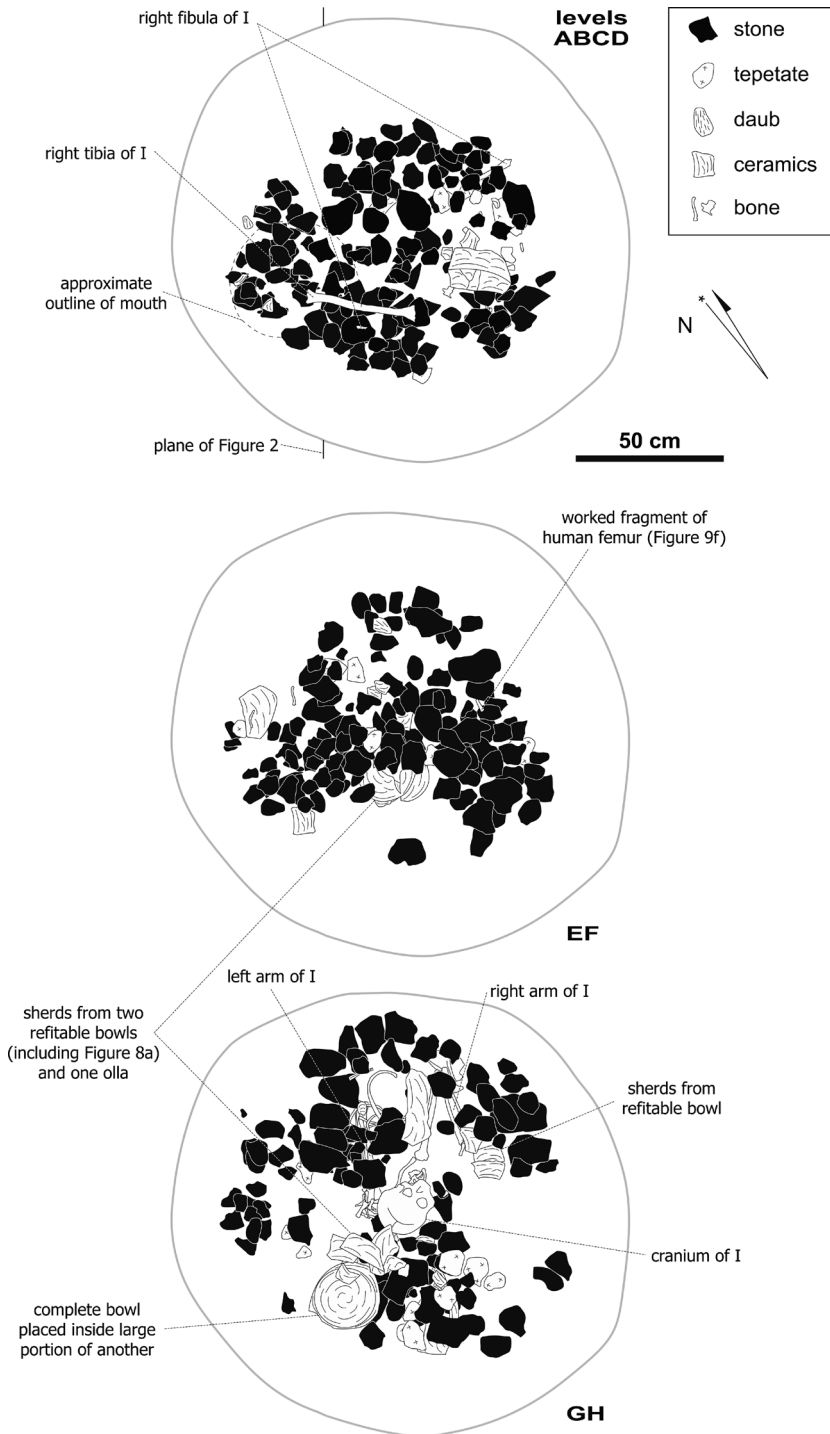 right fibula of I
levels
ABCD
stone
tepetate
daub
ceramics
bone
right tibia of I
approximate
outline of mouth
N
*
plane of Figure 2
50 cm
worked fragment of
human femur (Figure 9f)
EF
sherds from two
refitable bowls
(including Figure 8a)
and one olla
left arm of I
right arm of I
sherds from
refitable bowl
cranium of I
complete bowl
placed inside large
portion of another
GH